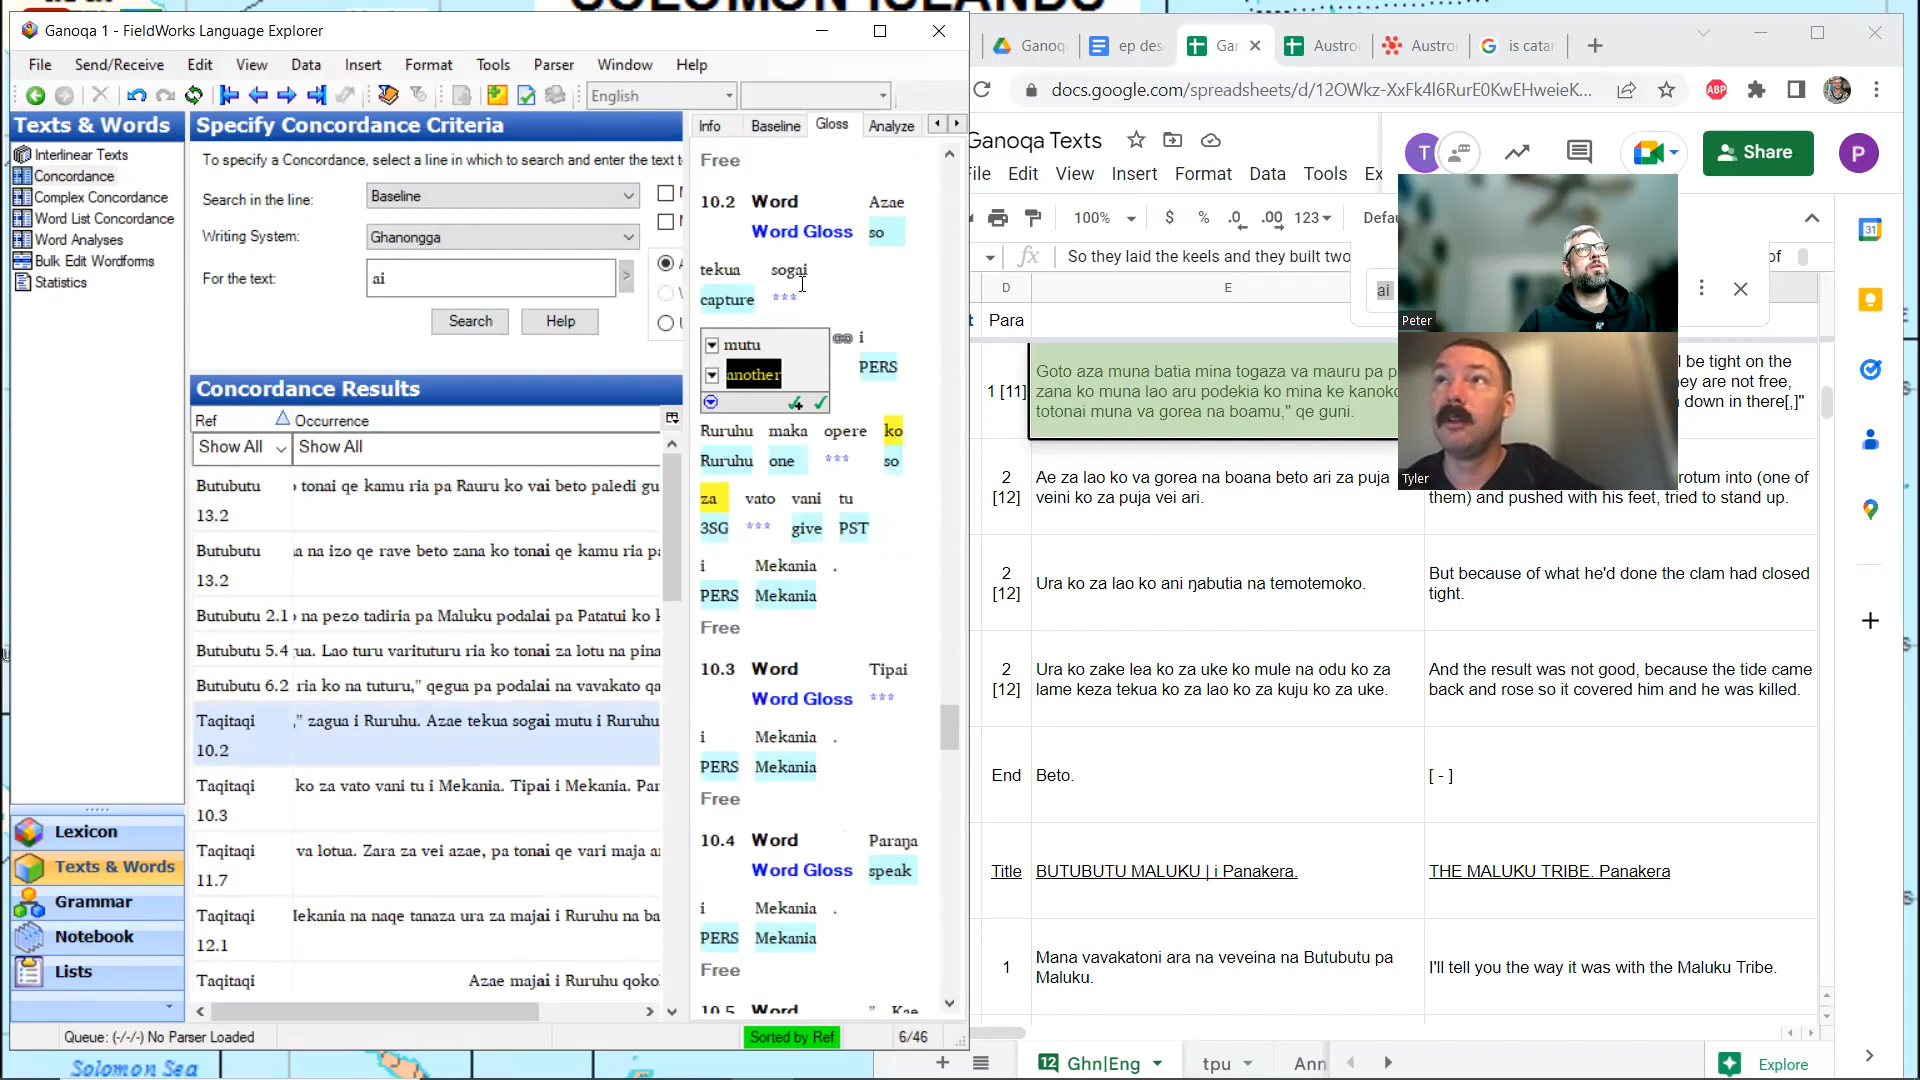 SOLOMON ISLANDS
Ganoqa 1 - FieldWorks Language Explorer
File Send/Receive Edit View Data Insert Format Tools Parser Window Help
English
Texts & Words
Interlinear Texts
Concordance
Complex Concordance
Word List Concordance
Word Analyses
Bulk Edit Wordforms
Statistics
Lexicon
Texts & Words
Grammar
Notebook
Lists
Specify Concordance Criteria
To specify a Concordance, select a line in which to search and enter the text t
Search in the line: Baseline
Writing System: Ghanongga
For the text: ai
Search Help
Concordance Results
Ref Occurrence
Show All Show All
Butubutu 13.2 tonai qe kamu ria pa Rauru ko vai beto paledi gu
Butubutu 13.2 a na izo qe rave beto zana ko tonai qe kamu ria pa
Butubutu 2.1 na pezo tadiria pa Maluku podalai pa Patatui ko
Butubutu 5.4 ua. Lao turu varituturu ria ko tonai za lotu na pina
Butubutu 6.2 ria ko na tuturu," qegua pa podalai na vavakato qa
Taqitaqi 10.2 ," zagua i Ruruhu. Azae tekua sogai mutu i Ruruhu
Taqitaqi 10.3 ko za vato vani tu i Mekania. Tipai i Mekania. Par
Taqitaqi 11.7 va lotua. Zara za vei azae, pa tonai qe vari maja a
Taqitaqi 12.1 Mekania na naqe tanaza ura za majai i Ruruhu na ba
Taqitaqi Azae majai i Ruruhu qoko
Info Baseline Gloss Analyze
Free
10.2 Word Azae
Word Gloss so
tekua sogai
capture ***
mutu i
another PERS
Ruruhu maka opere ko
Ruruhu one *** so
za vato vani tu
3SG *** give PST
i Mekania .
PERS Mekania
Free
10.3 Word Tipai
Word Gloss ***
i Mekania .
PERS Mekania
Free
10.4 Word Paraŋa
Word Gloss speak
i Mekania .
PERS Mekania
Free
10.5 Word " Kae
Queue: (-/-/-) No Parser Loaded Sorted by Ref 6/46
Solomon Sea
Ganoq ep des Gar Austro Austro is catar
docs.google.com/spreadsheets/d/12OWkz-XxFk4l6RurE0KwEHweieK...
ABP
Ganoqa Texts
T Share P
File Edit View Insert Format Data Tools Ex
100% $ % .0 .00 123 Defau
fx So they laid the keels and they built two of
ai
D E
t Para
1 [11] Goto aza muna batia mina togaza va mauru pa p
zana ko muna lao aru podekia ko mina ke kanoko
totonai muna va gorea na boamu," qe guni.
l be tight on the
ey are not free,
down in there[,]"
2 [12] Ae za lao ko va gorea na boana beto ari za puja
veini ko za puja vei ari.
rotum into (one of
them) and pushed with his feet, tried to stand up.
2 [12] Ura ko za lao ko ani ŋabutia na temotemoko.
But because of what he'd done the clam had closed
tight.
2 [12] Ura ko zake lea ko za uke ko mule na odu ko za
lame keza tekua ko za lao ko za kuju ko za uke.
And the result was not good, because the tide came
back and rose so it covered him and he was killed.
End Beto. [ - ]
Title BUTUBUTU MALUKU | i Panakera. THE MALUKU TRIBE. Panakera
1 Mana vavakatoni ara na veveina na Butubutu pa
Maluku.
I'll tell you the way it was with the Maluku Tribe.
12 Ghn|Eng tpu Ann Explore
Peter
Tyler
31